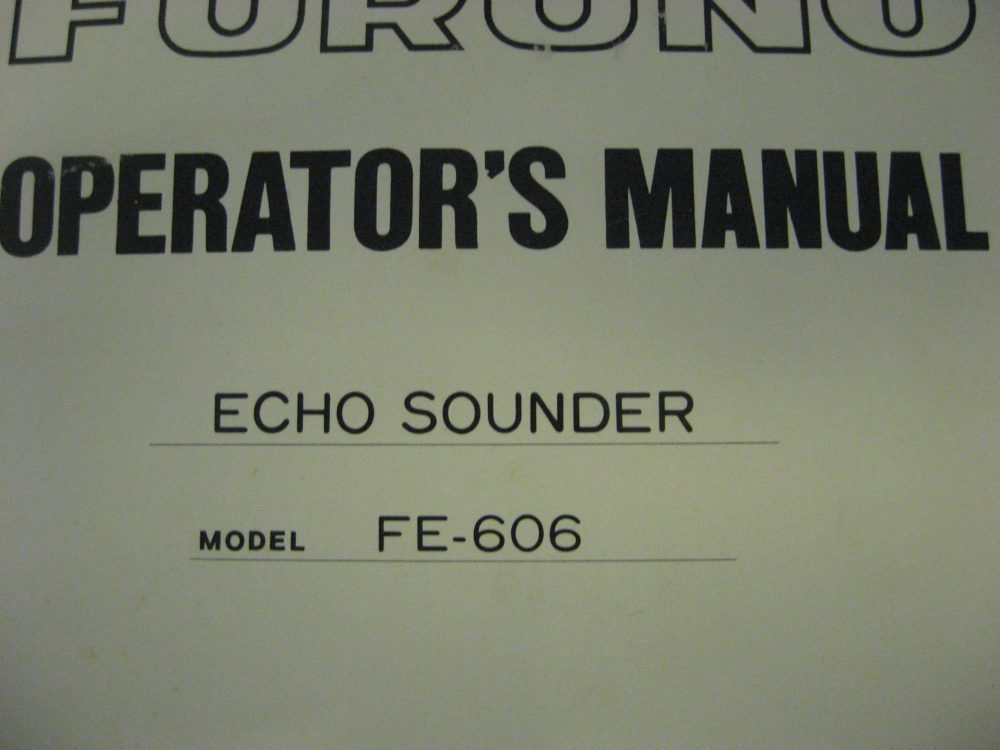 FURUNO
OPERATOR'S MANUAL
ECHO SOUNDER
MODEL FE-606